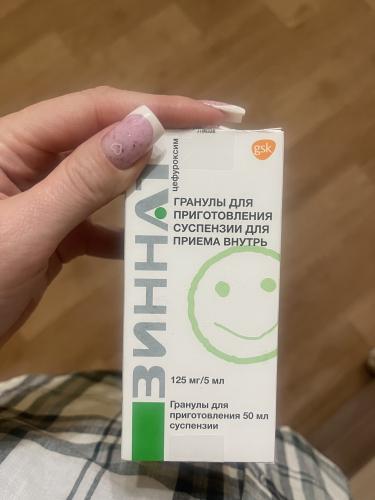 gsk
ЗИННАТ
цефуроксим
ГРАНУЛЫ ДЛЯ
ПРИГОТОВЛЕНИЯ
СУСПЕНЗИИ ДЛЯ
ПРИЕМА ВНУТРЬ
125 мг/5 мл
Гранулы для
приготовления 50 мл
суспензии